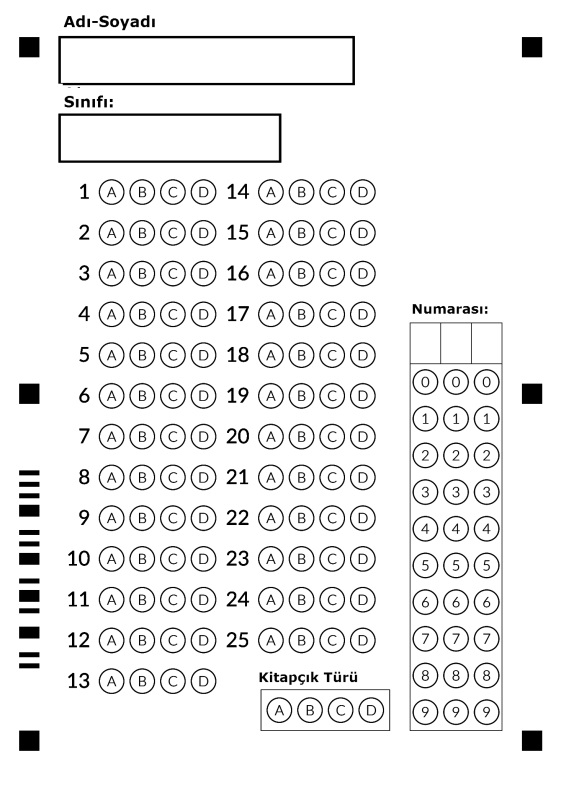 Adı-Soyadı
Sınıfı:
1 A B C D 14 A B C D
2 A B C D 15 A B C D
3 A B C D 16 A B C D
4 A B C D 17 A B C D
5 A B C D 18 A B C D
6 A B C D 19 A B C D
7 A B C D 20 A B C D
8 A B C D 21 A B C D
9 A B C D 22 A B C D
10 A B C D 23 A B C D
11 A B C D 24 A B C D
12 A B C D 25 A B C D
13 A B C D
Kitapçık Türü
A B C D
Numarası:
0 0 0
1 1 1
2 2 2
3 3 3
4 4 4
5 5 5
6 6 6
7 7 7
8 8 8
9 9 9